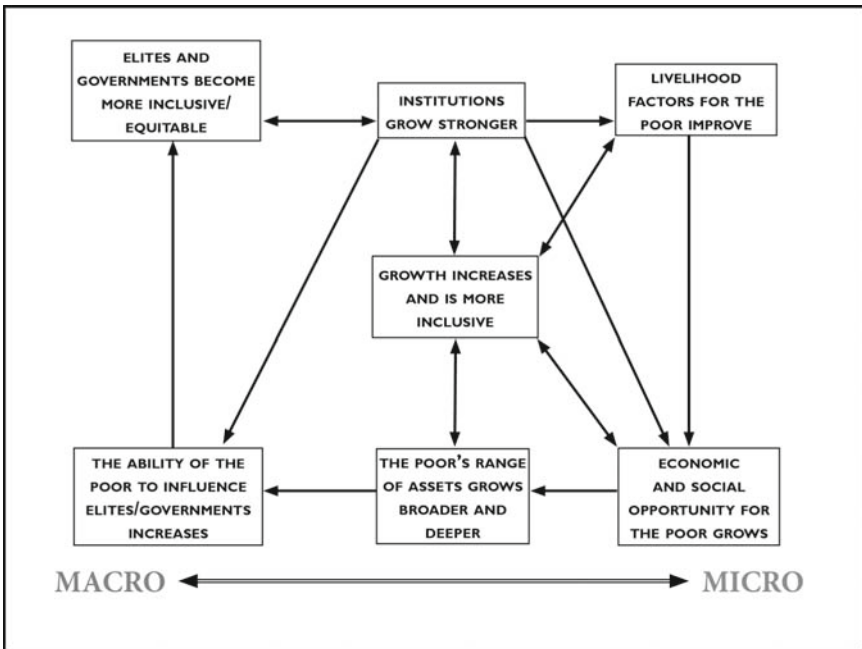 ELITES AND
GOVERNMENTS BECOME
MORE INCLUSIVE/
EQUITABLE
INSTITUTIONS
GROW STRONGER
LIVELIHOOD
FACTORS FOR THE
POOR IMPROVE
GROWTH INCREASES
AND IS MORE
INCLUSIVE
THE ABILITY OF THE
POOR TO INFLUENCE
ELITES/GOVERNMENTS
INCREASES
THE POOR'S RANGE
OF ASSETS GROWS
BROADER AND
DEEPER
ECONOMIC
AND SOCIAL
OPPORTUNITY FOR
THE POOR GROWS
MACRO
MICRO